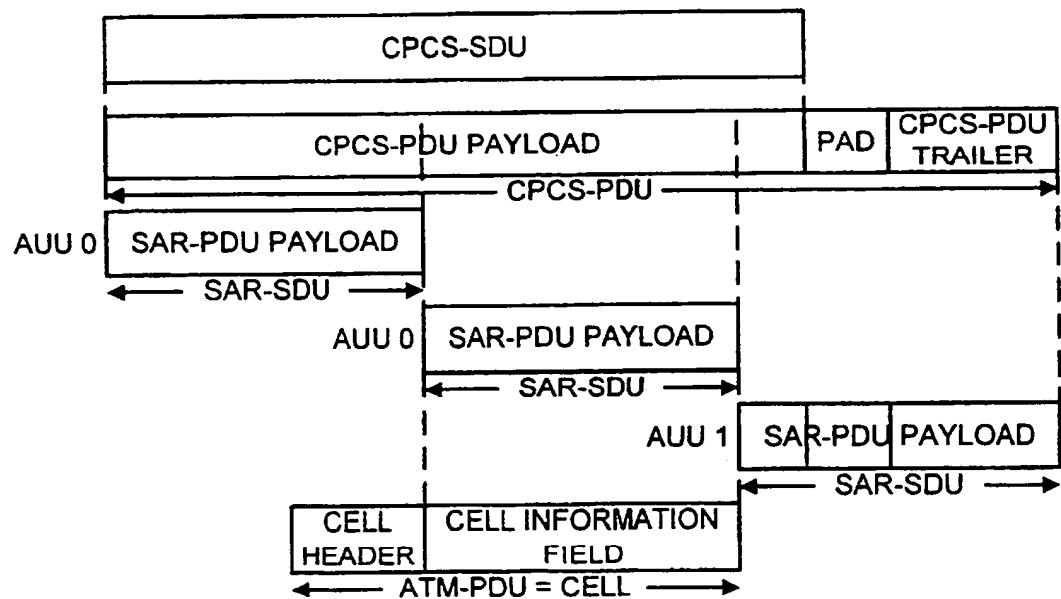 CPCS-SDU
CPCS-PDU PAYLOAD
PAD
CPCS-PDU
TRAILER
CPCS-PDU
AUU 0
SAR-PDU PAYLOAD
SAR-SDU
AUU 0
SAR-PDU PAYLOAD
SAR-SDU
AUU 1
SAR-PDU PAYLOAD
SAR-SDU
CELL
HEADER
CELL INFORMATION
FIELD
ATM-PDU = CELL